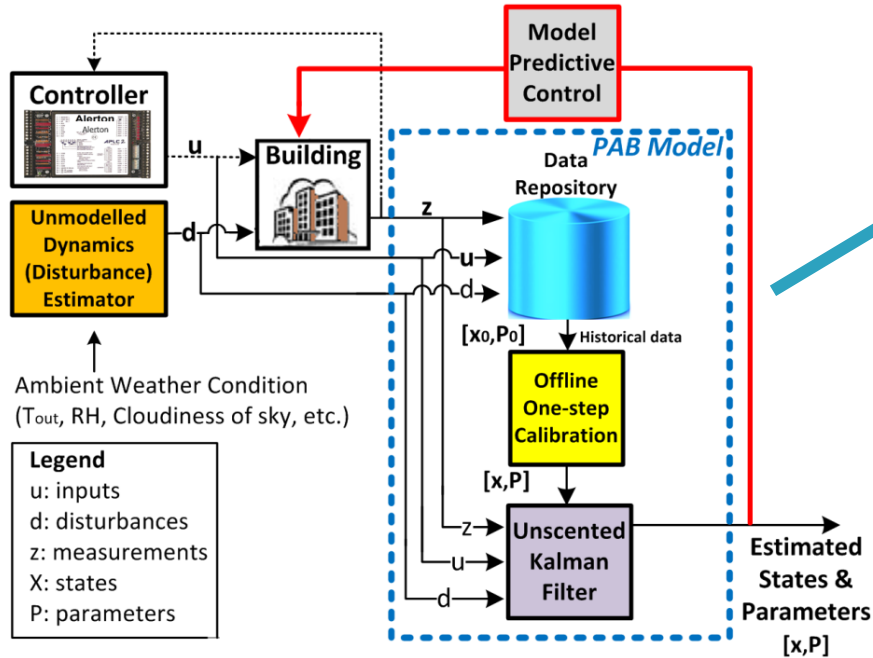 Model
Predictive
Control
Controller
Alerton
Alerton
u
Building
PAB Model
Data
Repository
Unmodelled
Dynamics
(Disturbance)
Estimator
d
z
u
d
[x0,P0]
Historical data
Ambient Weather Condition
(Tout, RH, Cloudiness of sky, etc.)
Offline
One-step
Calibration
[x,P]
Legend
u: inputs
d: disturbances
z: measurements
X: states
P: parameters
z
u
d
Unscented
Kalman
Filter
Estimated
States &
Parameters
[x,P]